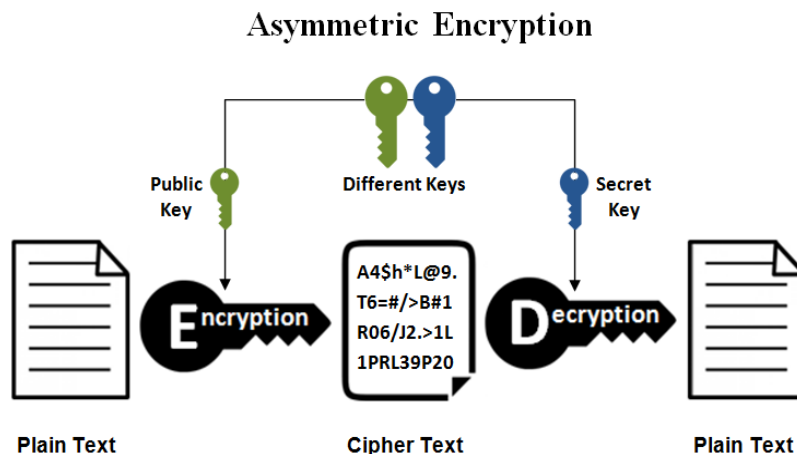 Asymmetric Encryption
Public
Key
Different Keys
Secret
Key
Encryption
A4$h*L@9.
T6=#/>B#1
R06/J2.>1L
1PRL39P20
Decryption
Plain Text
Cipher Text
Plain Text